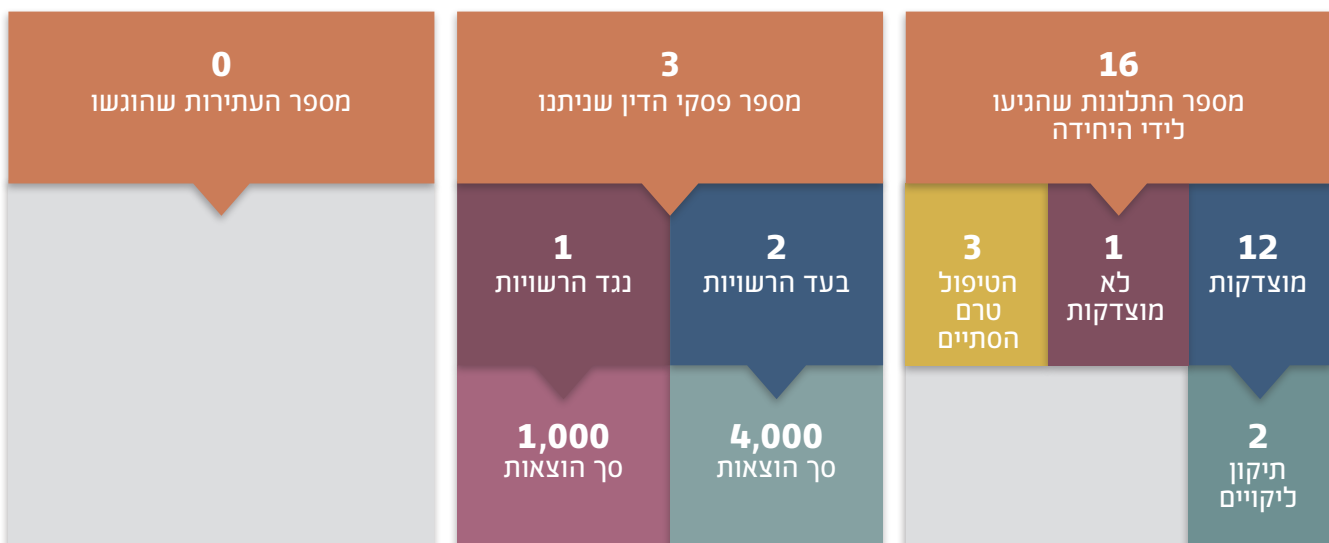 16
מספר התלונות שהגיעו
לידי היחידה
12
מוצדקות
1
לא
מוצדקות
3
הטיפול
טרם
הסתיים
2
תיקון
ליקויים
3
מספר פסקי הדין שניתנו
2
בעד הרשויות
1
נגד הרשויות
4,000
סך הוצאות
1,000
סך הוצאות
0
מספר העתירות שהוגשו